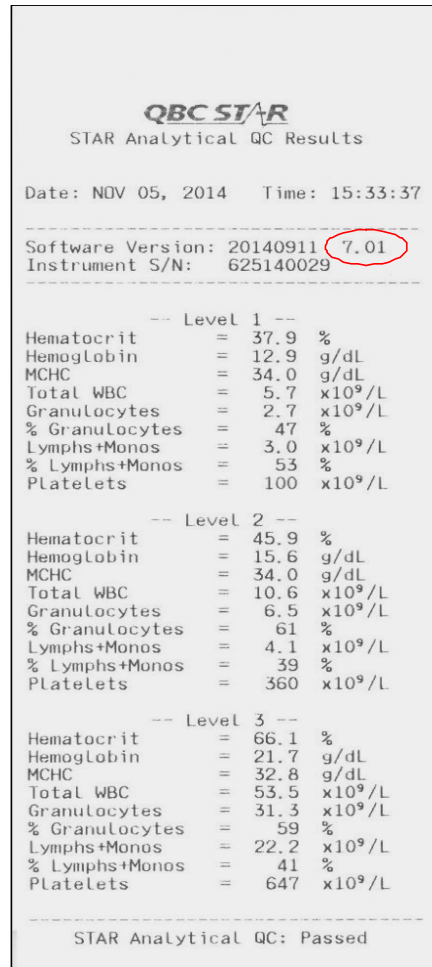 QBC STAR
STAR Analytical QC Results
Date: NOV 05, 2014 Time: 15:33:37
Software Version: 20140911 7.01
Instrument S/N: 625140029
-- Level 1 --
Hematocrit = 37.9 %
Hemoglobin = 12.9 g/dL
MCHC = 34.0 g/dL
Total WBC = 5.7 x10⁹/L
Granulocytes = 2.7 x10⁹/L
% Granulocytes = 47 %
Lymphs+Monos = 3.0 x10⁹/L
% Lymphs+Monos = 53 %
Platelets = 100 x10⁹/L
-- Level 2 --
Hematocrit = 45.9 %
Hemoglobin = 15.6 g/dL
MCHC = 34.0 g/dL
Total WBC = 10.6 x10⁹/L
Granulocytes = 6.5 x10⁹/L
% Granulocytes = 61 %
Lymphs+Monos = 4.1 x10⁹/L
% Lymphs+Monos = 39 %
Platelets = 360 x10⁹/L
-- Level 3 --
Hematocrit = 66.1 %
Hemoglobin = 21.7 g/dL
MCHC = 32.8 g/dL
Total WBC = 53.5 x10⁹/L
Granulocytes = 31.3 x10⁹/L
% Granulocytes = 59 %
Lymphs+Monos = 22.2 x10⁹/L
% Lymphs+Monos = 41 %
Platelets = 647 x10⁹/L
STAR Analytical QC: Passed